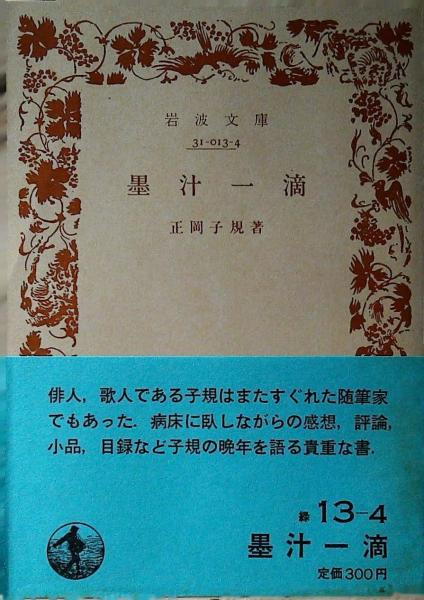 岩波文庫
31-013-4
墨汁一滴
正岡子規著
俳人，歌人である子規はまたすぐれた随筆家
でもあった．病床に臥しながらの感想，評論，
小品，目録など子規の晩年を語る貴重な書．
緑 13-4
墨汁一滴
定価300円